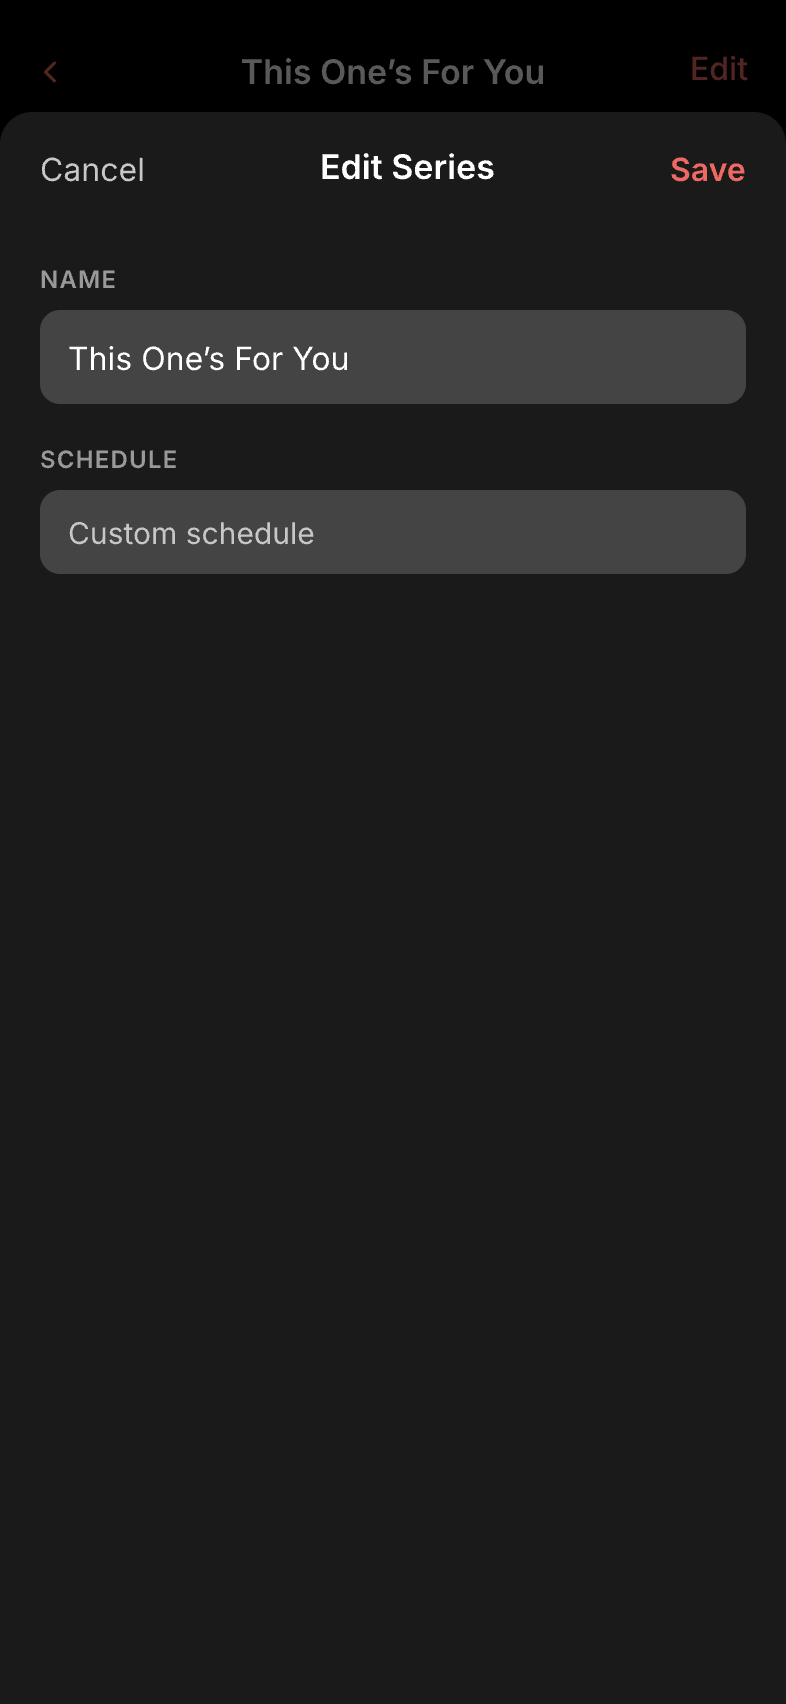 This One’s For You
Edit
Cancel
Edit Series
Save
NAME
This One’s For You
SCHEDULE
Custom schedule